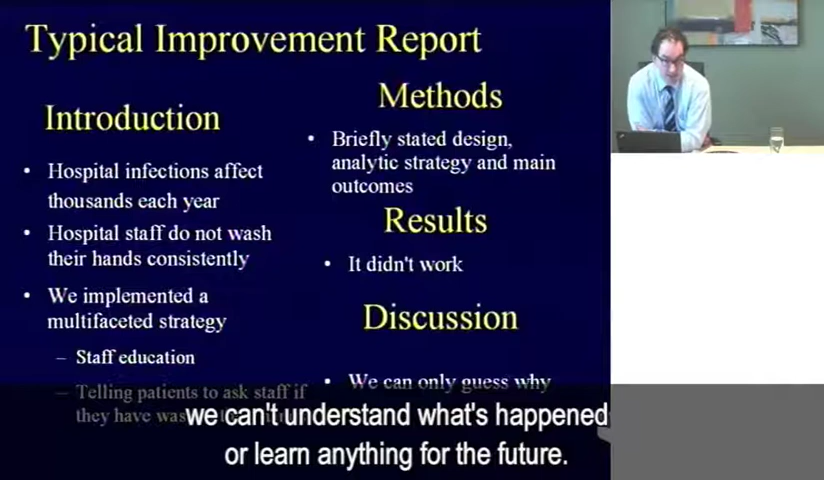 Typical Improvement Report
Introduction
• Hospital infections affect
thousands each year
• Hospital staff do not wash
their hands consistently
• We implemented a
multifaceted strategy
– Staff education
– Telling patients to ask staff if
they have was
Methods
• Briefly stated design,
analytic strategy and main
outcomes
Results
• It didn't work
Discussion
• We can only guess why
we can't understand what's happened
or learn anything for the future.